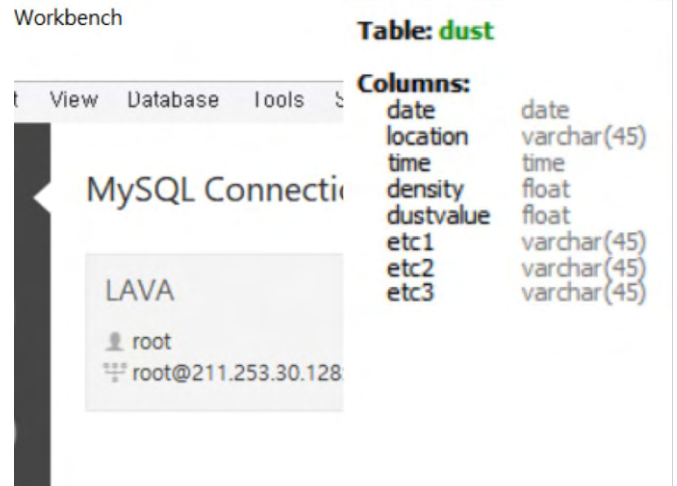 Workbench
t View Database Tools S
MySQL Connecti
LAVA
root
root@211.253.30.128:
Table: dust
Columns:
date date
location varchar(45)
time time
density float
dustvalue float
etc1 varchar(45)
etc2 varchar(45)
etc3 varchar(45)